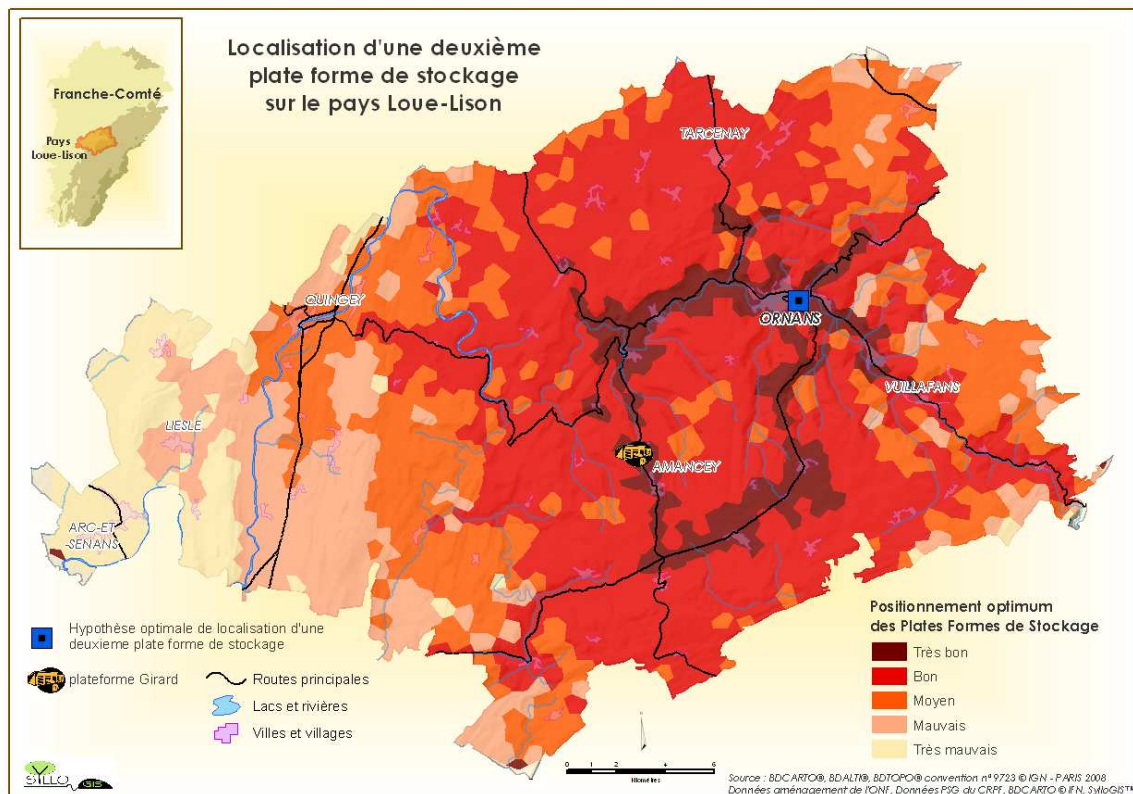 Localisation d'une deuxième
plate forme de stockage
sur le pays Loue-Lison
Franche-Comté
Pays
Loue-Lison
TARCENAY
QUINGEY
ORNANS
VUILLAFANS
LIESLE
AMANCEY
ARC-ET
-SENANS
Hypothèse optimale de localisation d'une
deuxieme plate forme de stockage
plateforme Girard
Routes principales
Lacs et rivières
Villes et villages
Positionnement optimum
des Plates Formes de Stockage
Très bon
Bon
Moyen
Mauvais
Très mauvais
0 2 4 6
kilomètres
SYLLO GIS
Source : BDCARTO®, BDALTI®, BDTOPO® convention n° 9723 © IGN - PARIS 2008
Données aménagement de l'ONF, Données PSG du CRPF, BDCARTO © IFN, SylloGIS™